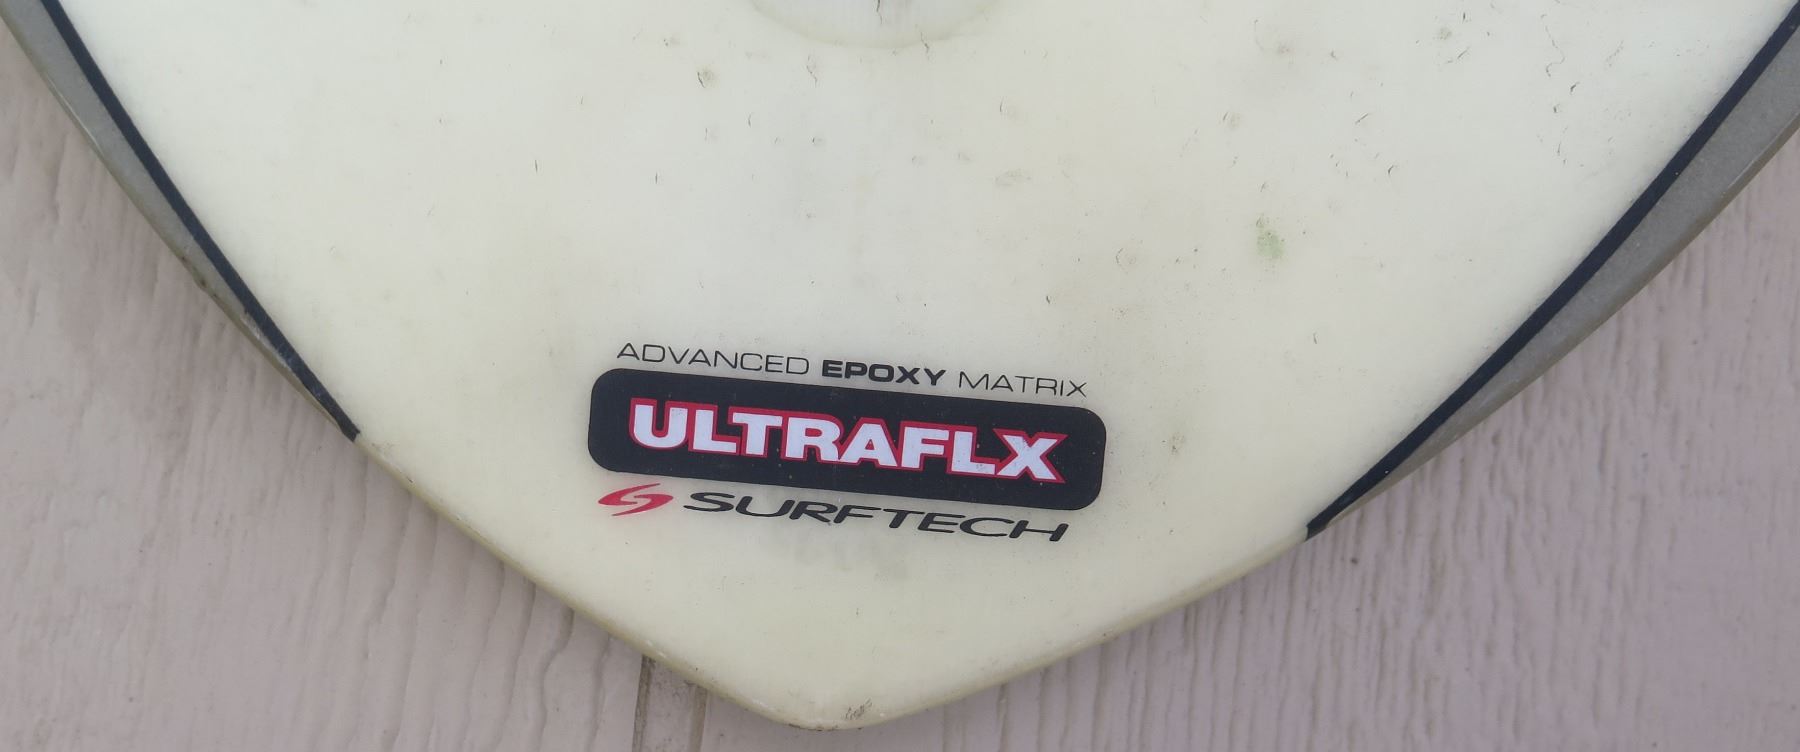 ADVANCED EPOXY MATRIX
ULTRAFLX
SURFTECH